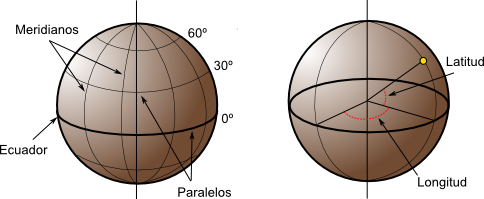 Meridianos
60º
30º
0º
Ecuador
Paralelos
Latitud
Longitud